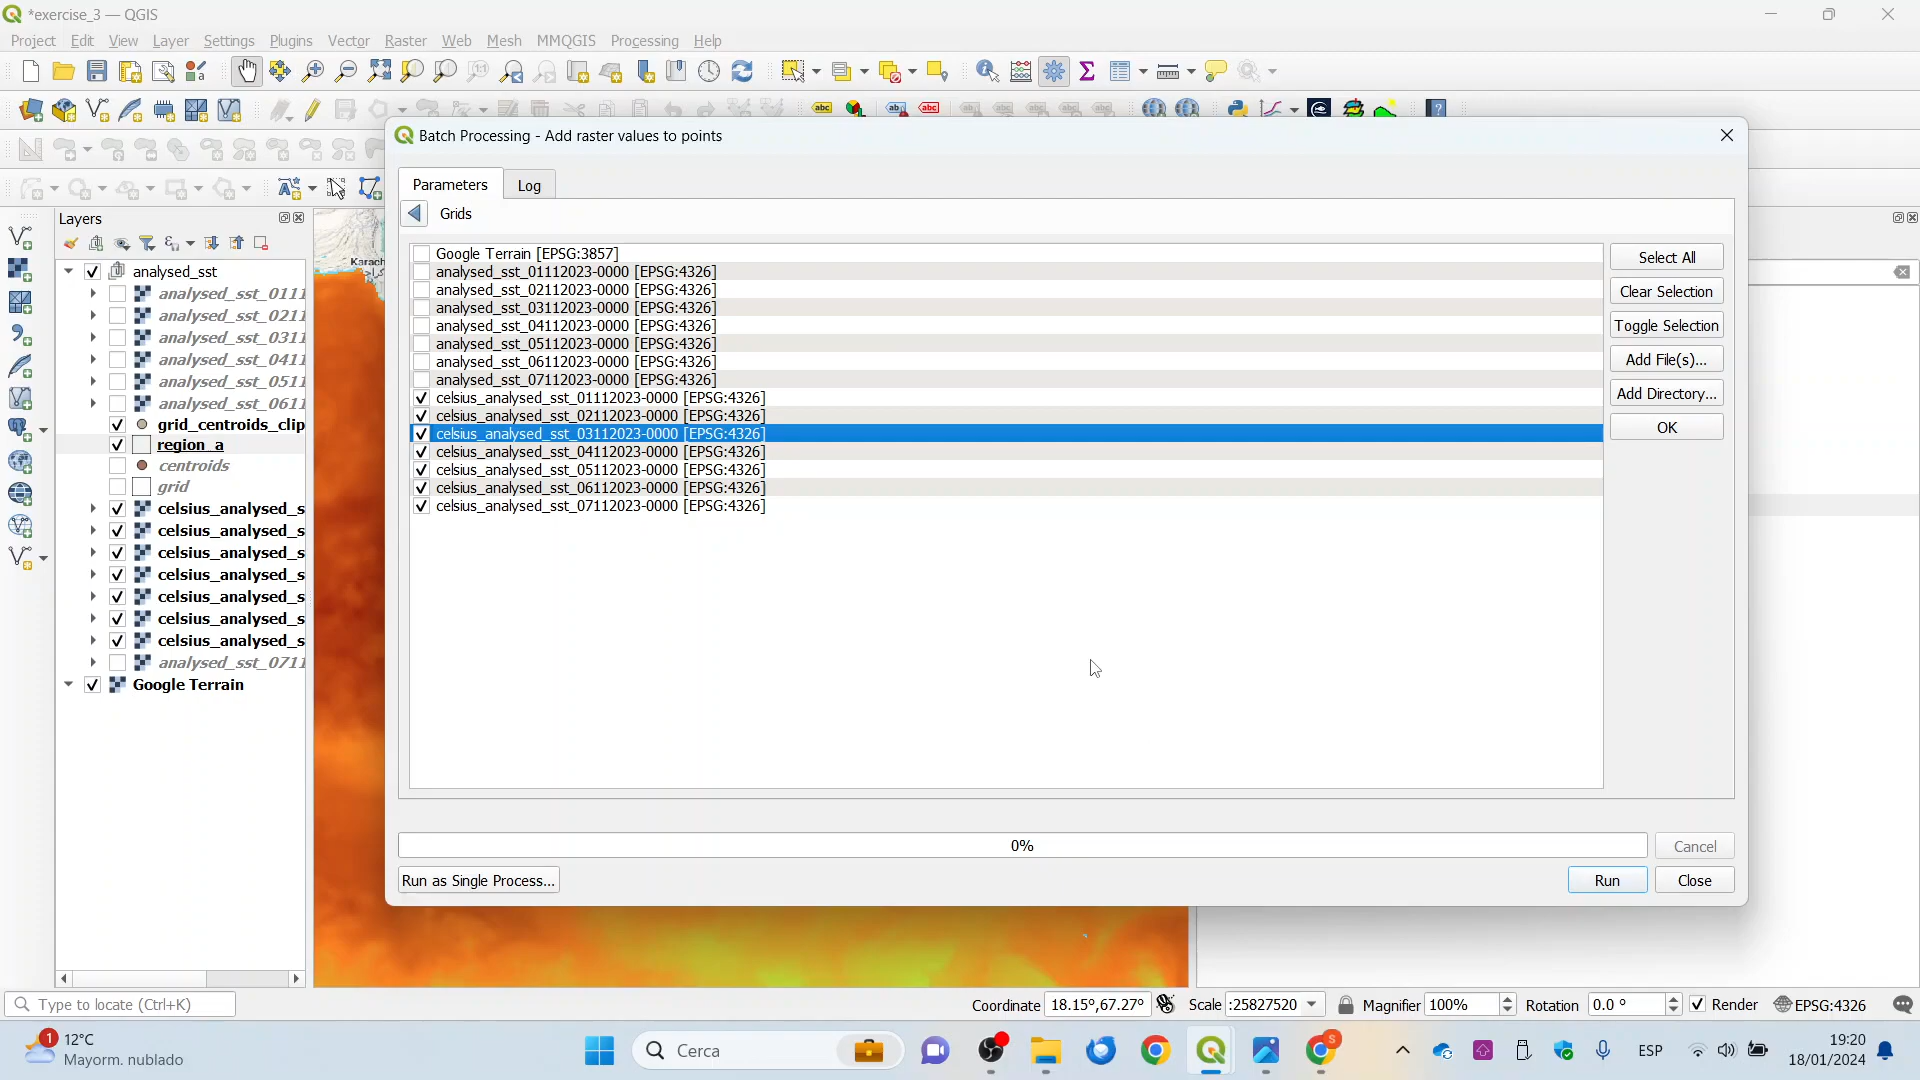 *exercise_3 — QGIS
Project Edit View Layer Settings Plugins Vector Raster Web Mesh MMQGIS Processing Help
Batch Processing - Add raster values to points
Parameters Log
Grids
Layers
Karach
Google Terrain [EPSG:3857]
analysed_sst_01112023-0000 [EPSG:4326]
analysed_sst_02112023-0000 [EPSG:4326]
analysed_sst_03112023-0000 [EPSG:4326]
analysed_sst_04112023-0000 [EPSG:4326]
analysed_sst_05112023-0000 [EPSG:4326]
analysed_sst_06112023-0000 [EPSG:4326]
analysed_sst_07112023-0000 [EPSG:4326]
celsius_analysed_sst_01112023-0000 [EPSG:4326]
celsius_analysed_sst_02112023-0000 [EPSG:4326]
celsius_analysed_sst_03112023-0000 [EPSG:4326]
celsius_analysed_sst_04112023-0000 [EPSG:4326]
celsius_analysed_sst_05112023-0000 [EPSG:4326]
celsius_analysed_sst_06112023-0000 [EPSG:4326]
celsius_analysed_sst_07112023-0000 [EPSG:4326]
Select All
Clear Selection
Toggle Selection
Add File(s)...
Add Directory...
OK
analysed_sst
analysed_sst_0111
analysed_sst_0211
analysed_sst_0311
analysed_sst_0411
analysed_sst_0511
analysed_sst_0611
grid_centroids_clip
region_a
centroids
grid
celsius_analysed_s
celsius_analysed_s
celsius_analysed_s
celsius_analysed_s
celsius_analysed_s
celsius_analysed_s
celsius_analysed_s
analysed_sst_0711
Google Terrain
0%
Cancel
Run as Single Process...
Run
Close
Type to locate (Ctrl+K)
Coordinate 18.15°,67.27° Scale :25827520 Magnifier 100% Rotation 0.0 ° Render EPSG:4326
1
12°C
Mayorm. nublado
Cerca
S
ESP
19:20
18/01/2024